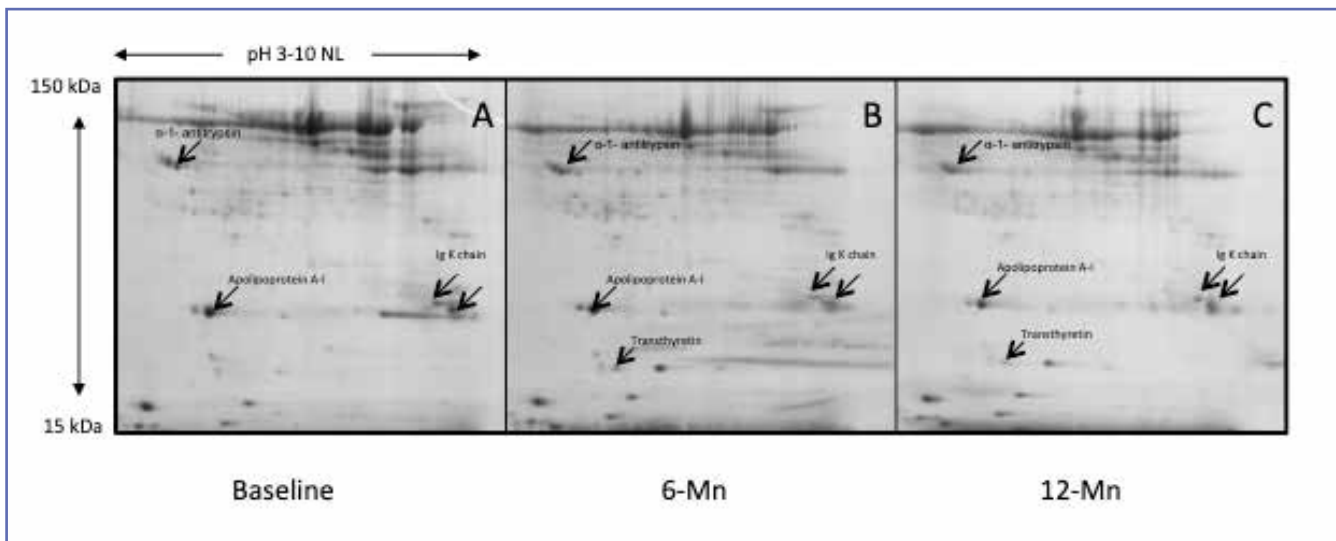 pH 3-10 NL
150 kDa
A
B
C
α-1- antitrypsin
α-1- antitrypsin
α-1- antitrypsin
Ig K chain
Ig K chain
Ig K chain
Apolipoprotein A-I
Apolipoprotein A-I
Apolipoprotein A-I
Transthyretin
Transthyretin
15 kDa
Baseline
6-Mn
12-Mn